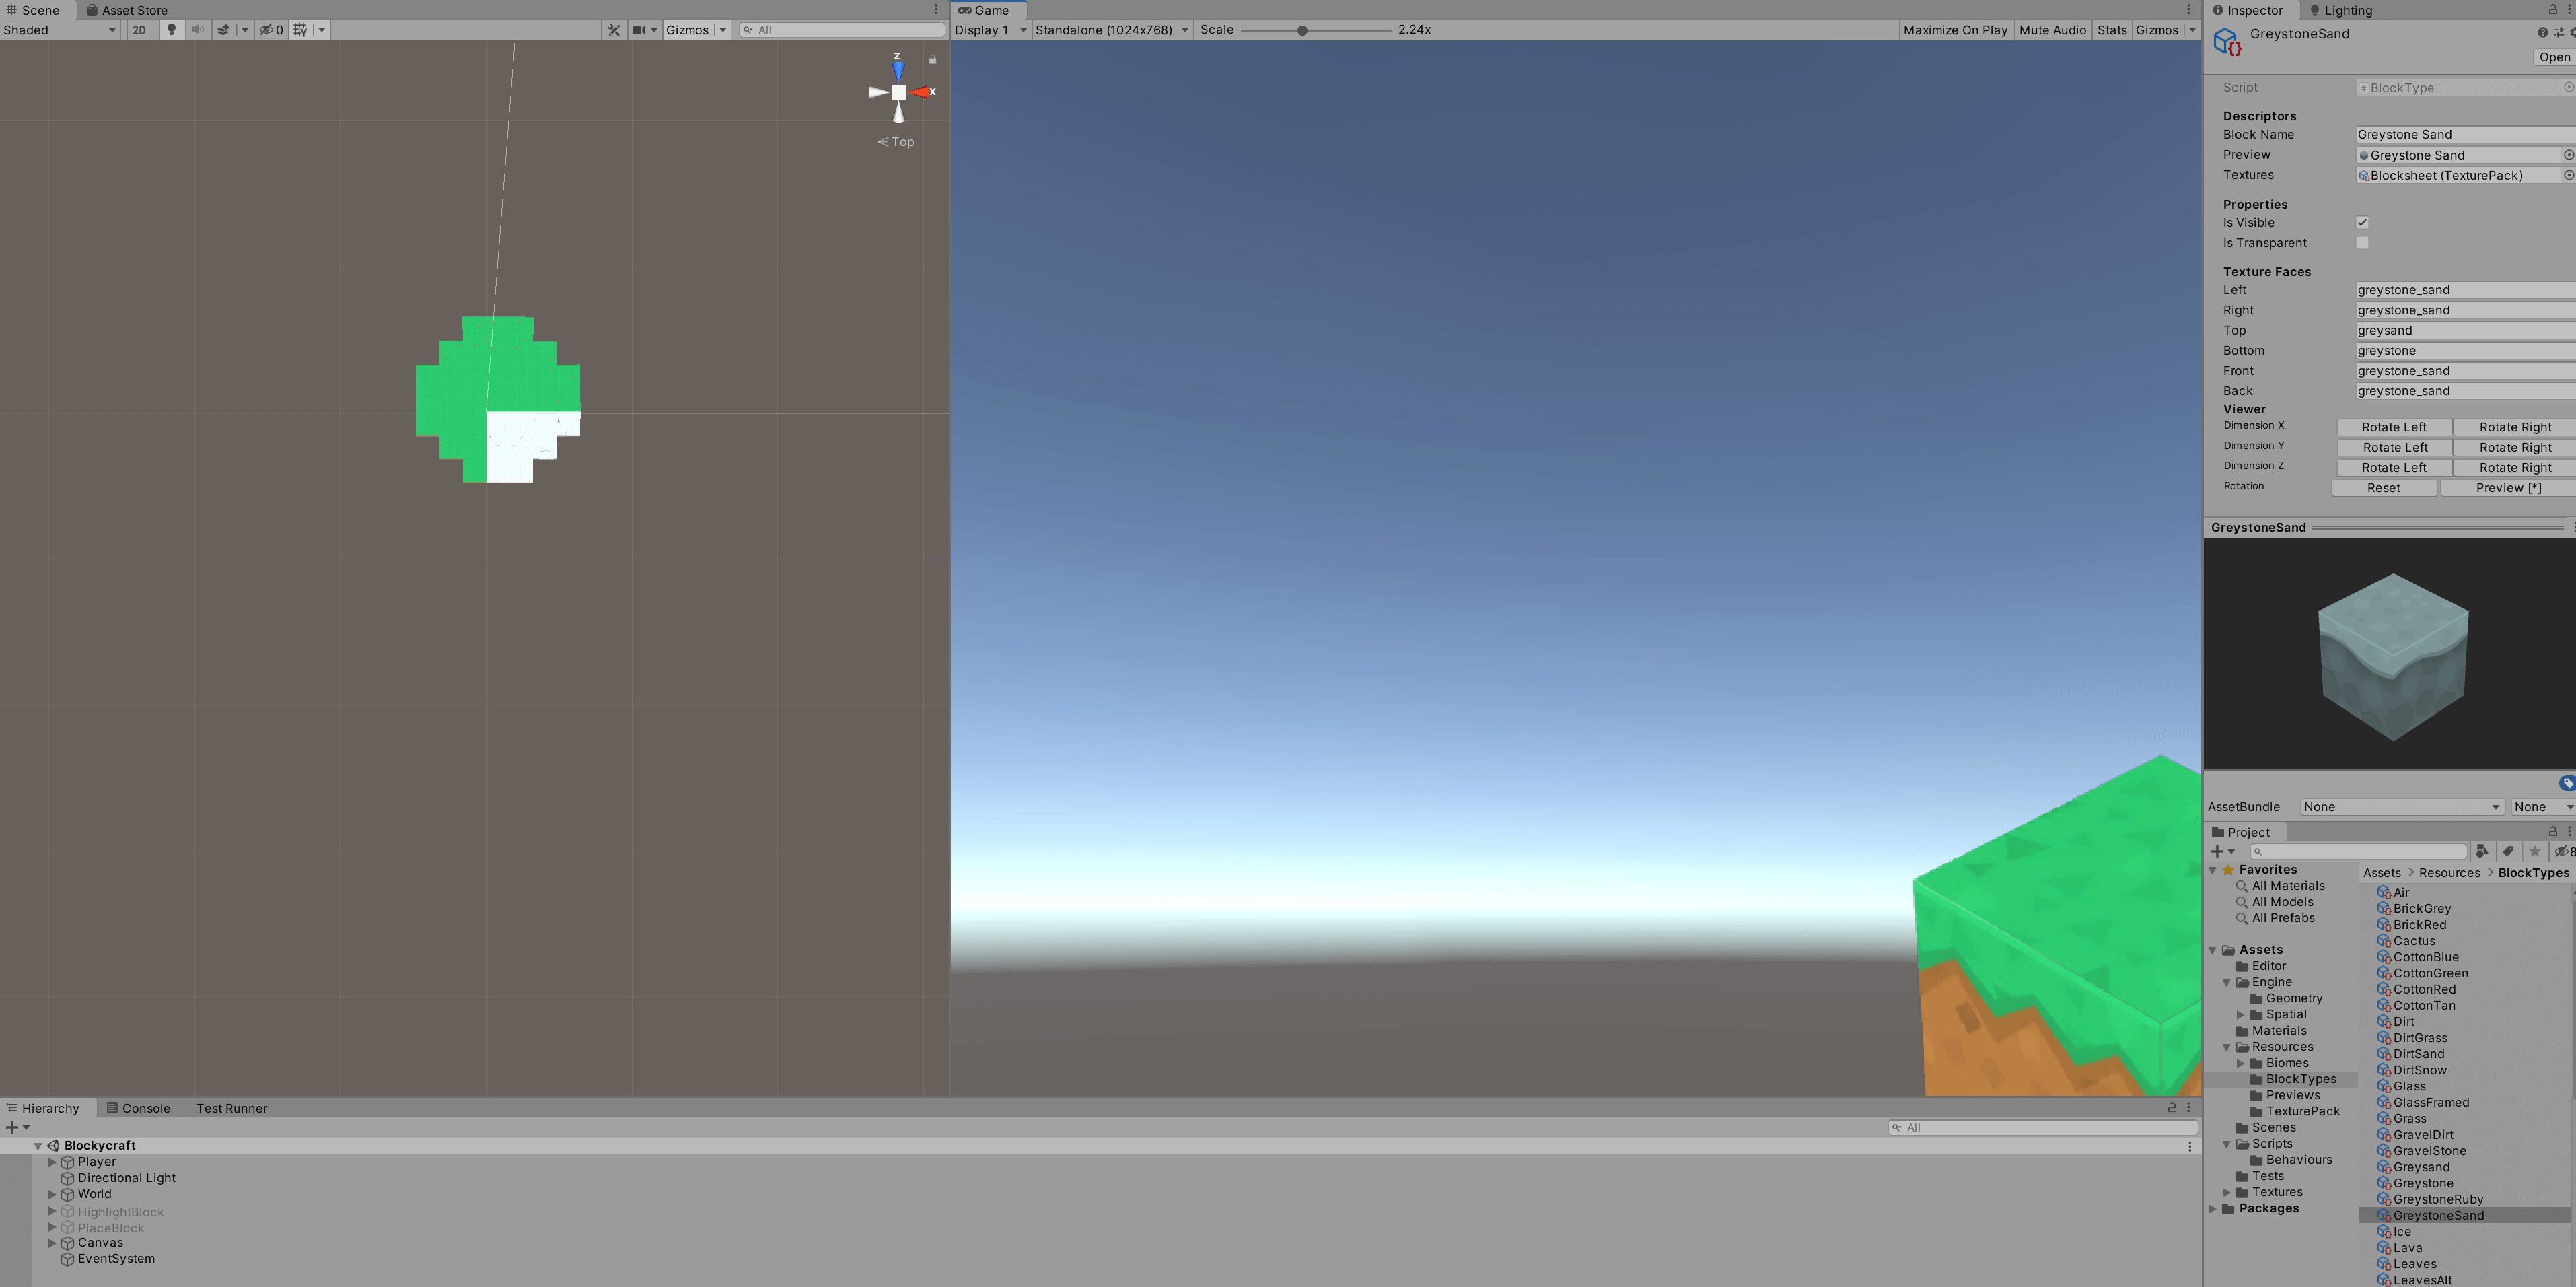 Scene Asset Store
Shaded 2D 0 Gizmos All
z
x
Top
Game
Display 1 Standalone (1024x768) Scale 2.24x Maximize On Play Mute Audio Stats Gizmos
Inspector Lighting
GreystoneSand
Open
Script BlockType
Descriptors
Block Name Greystone Sand
Preview Greystone Sand
Textures Blocksheet (TexturePack)
Properties
Is Visible
Is Transparent
Texture Faces
Left greystone_sand
Right greystone_sand
Top greysand
Bottom greystone
Front greystone_sand
Back greystone_sand
Viewer
Dimension X Rotate Left Rotate Right
Dimension Y Rotate Left Rotate Right
Dimension Z Rotate Left Rotate Right
Rotation Reset Preview [*]
GreystoneSand
AssetBundle None None
Project
8
Favorites
All Materials
All Models
All Prefabs
Assets
Editor
Engine
Geometry
Spatial
Materials
Resources
Biomes
BlockTypes
Previews
TexturePack
Scenes
Scripts
Behaviours
Tests
Textures
Packages
Assets > Resources > BlockTypes
Air
BrickGrey
BrickRed
Cactus
CottonBlue
CottonGreen
CottonRed
CottonTan
Dirt
DirtGrass
DirtSand
DirtSnow
Glass
GlassFramed
Grass
GravelDirt
GravelStone
Greysand
Greystone
GreystoneRuby
GreystoneSand
Ice
Lava
Leaves
LeavesAlt
Hierarchy Console Test Runner
All
Blockycraft
Player
Directional Light
World
HighlightBlock
PlaceBlock
Canvas
EventSystem